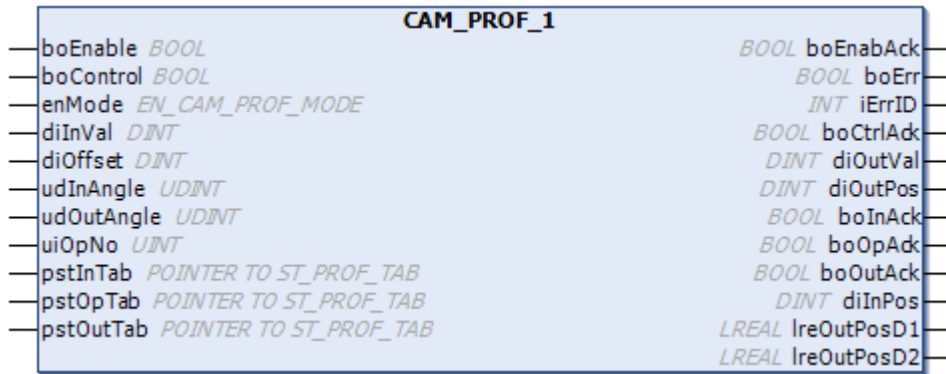 CAM_PROF_1
boEnable BOOL BOOL boEnabAck
boControl BOOL BOOL boErr
enMode EN_CAM_PROF_MODE INT iErrID
diInVal DINT BOOL boCtrlAck
diOffset DINT DINT diOutVal
udInAngle UDINT DINT diOutPos
udOutAngle UDINT BOOL boInAck
uiOpNo UINT BOOL boOpAck
pstInTab POINTER TO ST_PROF_TAB BOOL boOutAck
pstOpTab POINTER TO ST_PROF_TAB DINT diInPos
pstOutTab POINTER TO ST_PROF_TAB LREAL lreOutPosD1
LREAL lreOutPosD2